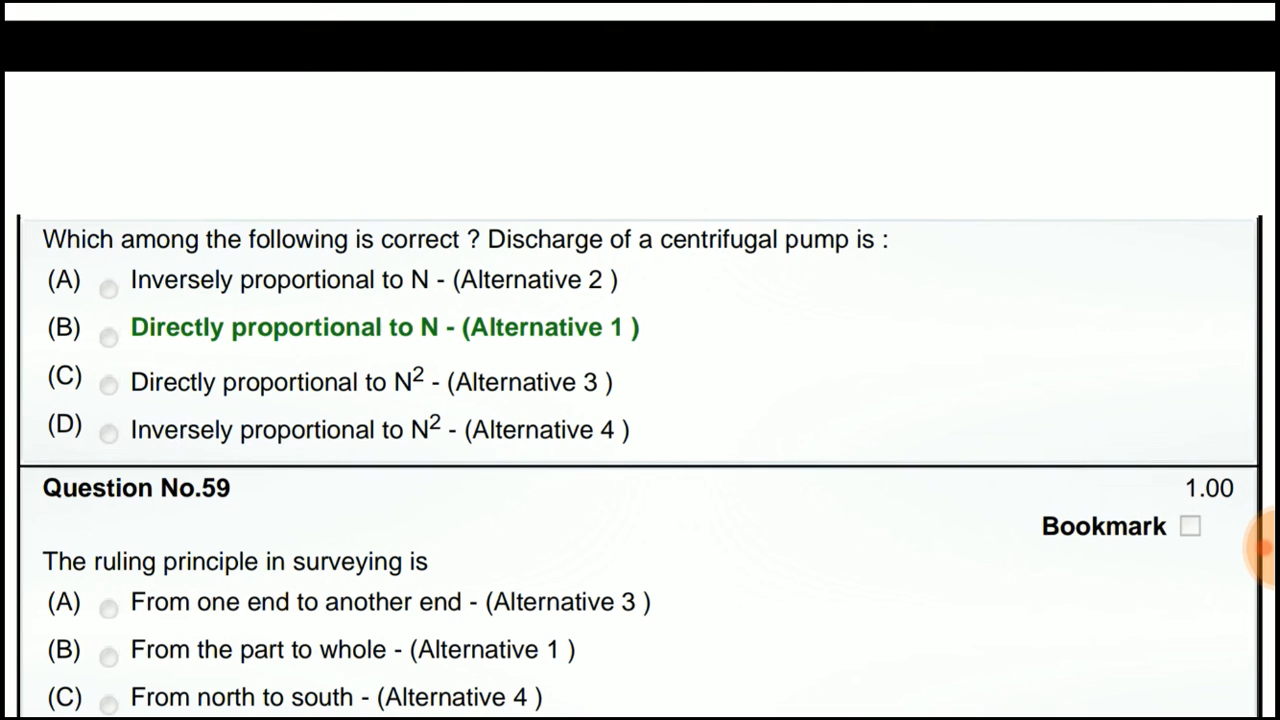 Which among the following is correct ? Discharge of a centrifugal pump is :
(A) Inversely proportional to N - (Alternative 2 )
(B) Directly proportional to N - (Alternative 1 )
(C) Directly proportional to N² - (Alternative 3 )
(D) Inversely proportional to N² - (Alternative 4 )
Question No.59 1.00
Bookmark
The ruling principle in surveying is
(A) From one end to another end - (Alternative 3 )
(B) From the part to whole - (Alternative 1 )
(C) From north to south - (Alternative 4 )